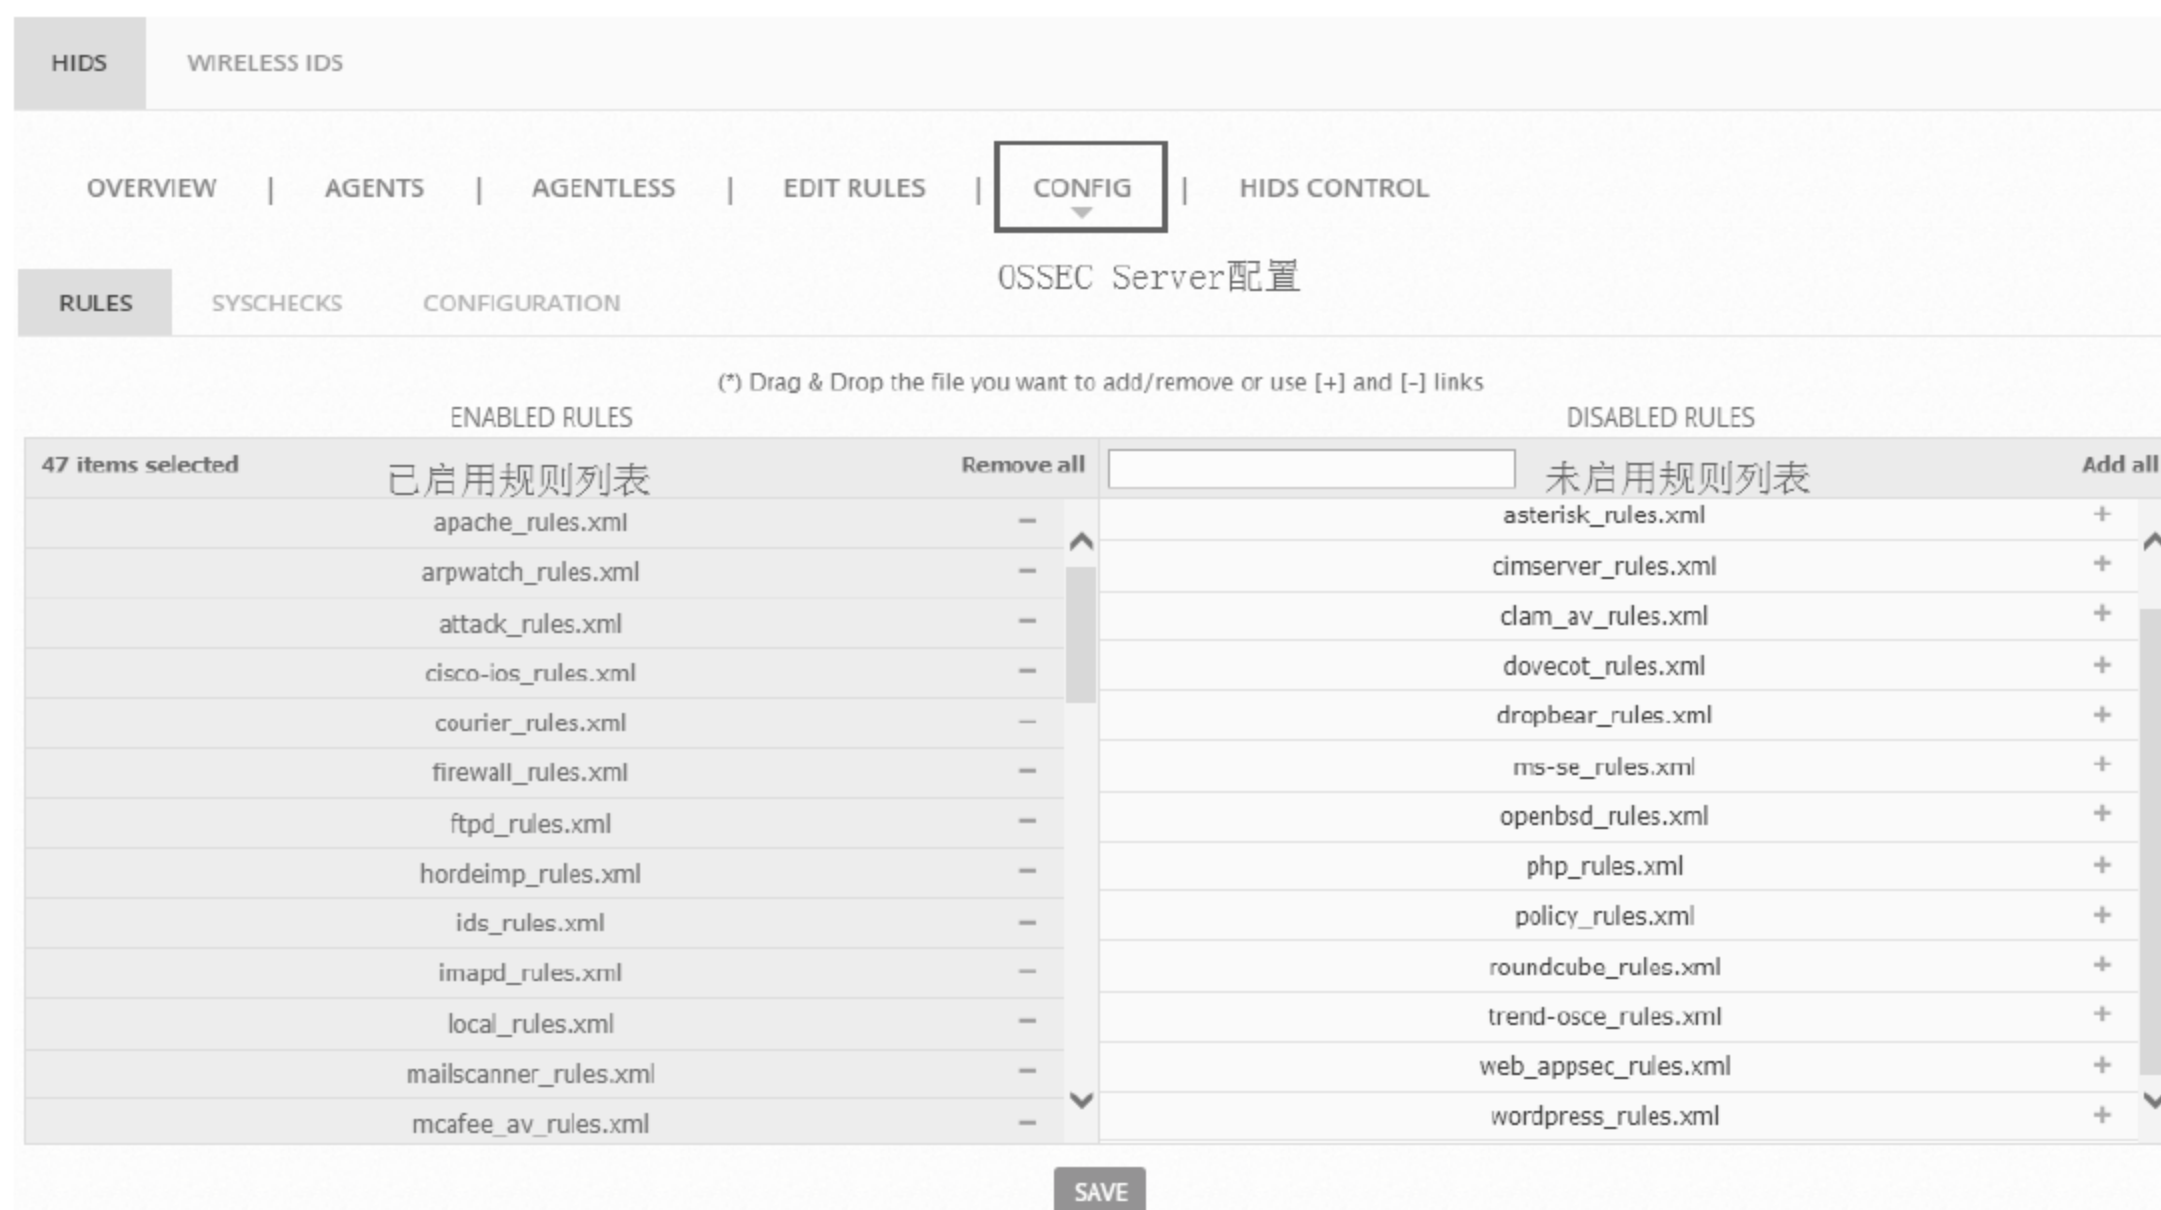 HIDS WIRELESS IDS
OVERVIEW | AGENTS | AGENTLESS | EDIT RULES | CONFIG | HIDS CONTROL
OSSEC Server配置
RULES SYSCHECKS CONFIGURATION
(*) Drag & Drop the file you want to add/remove or use [+] and [-] links
ENABLED RULES DISABLED RULES
47 items selected 已启用规则列表 Remove all 未启用规则列表 Add all
apache_rules.xml − asterisk_rules.xml +
arpwatch_rules.xml − cimserver_rules.xml +
attack_rules.xml − clam_av_rules.xml +
cisco-ios_rules.xml − dovecot_rules.xml +
courier_rules.xml − dropbear_rules.xml +
firewall_rules.xml − ms-se_rules.xml +
ftpd_rules.xml − openbsd_rules.xml +
hordeimp_rules.xml − php_rules.xml +
ids_rules.xml − policy_rules.xml +
imapd_rules.xml − roundcube_rules.xml +
local_rules.xml − trend-osce_rules.xml +
mailscanner_rules.xml − web_appsec_rules.xml +
mcafee_av_rules.xml − wordpress_rules.xml +
SAVE